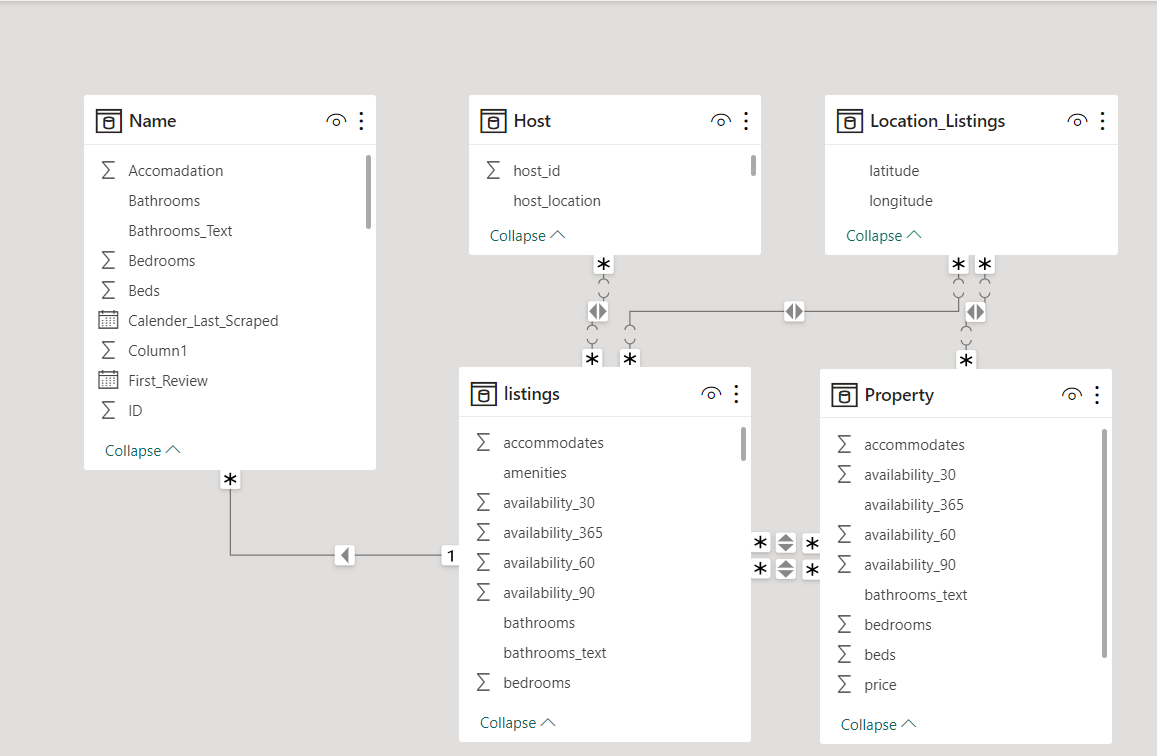 Name
Accomadation
Bathrooms
Bathrooms_Text
Bedrooms
Beds
Calender_Last_Scraped
Column1
First_Review
ID
Collapse
*
Host
host_id
host_location
Collapse
*
Location_Listings
latitude
longitude
Collapse
* *
* *
*
listings
accommodates
amenities
availability_30
availability_365
availability_60
availability_90
bathrooms
bathrooms_text
bedrooms
Collapse
1
* *
* *
Property
accommodates
availability_30
availability_365
availability_60
availability_90
bathrooms_text
bedrooms
beds
price
Collapse